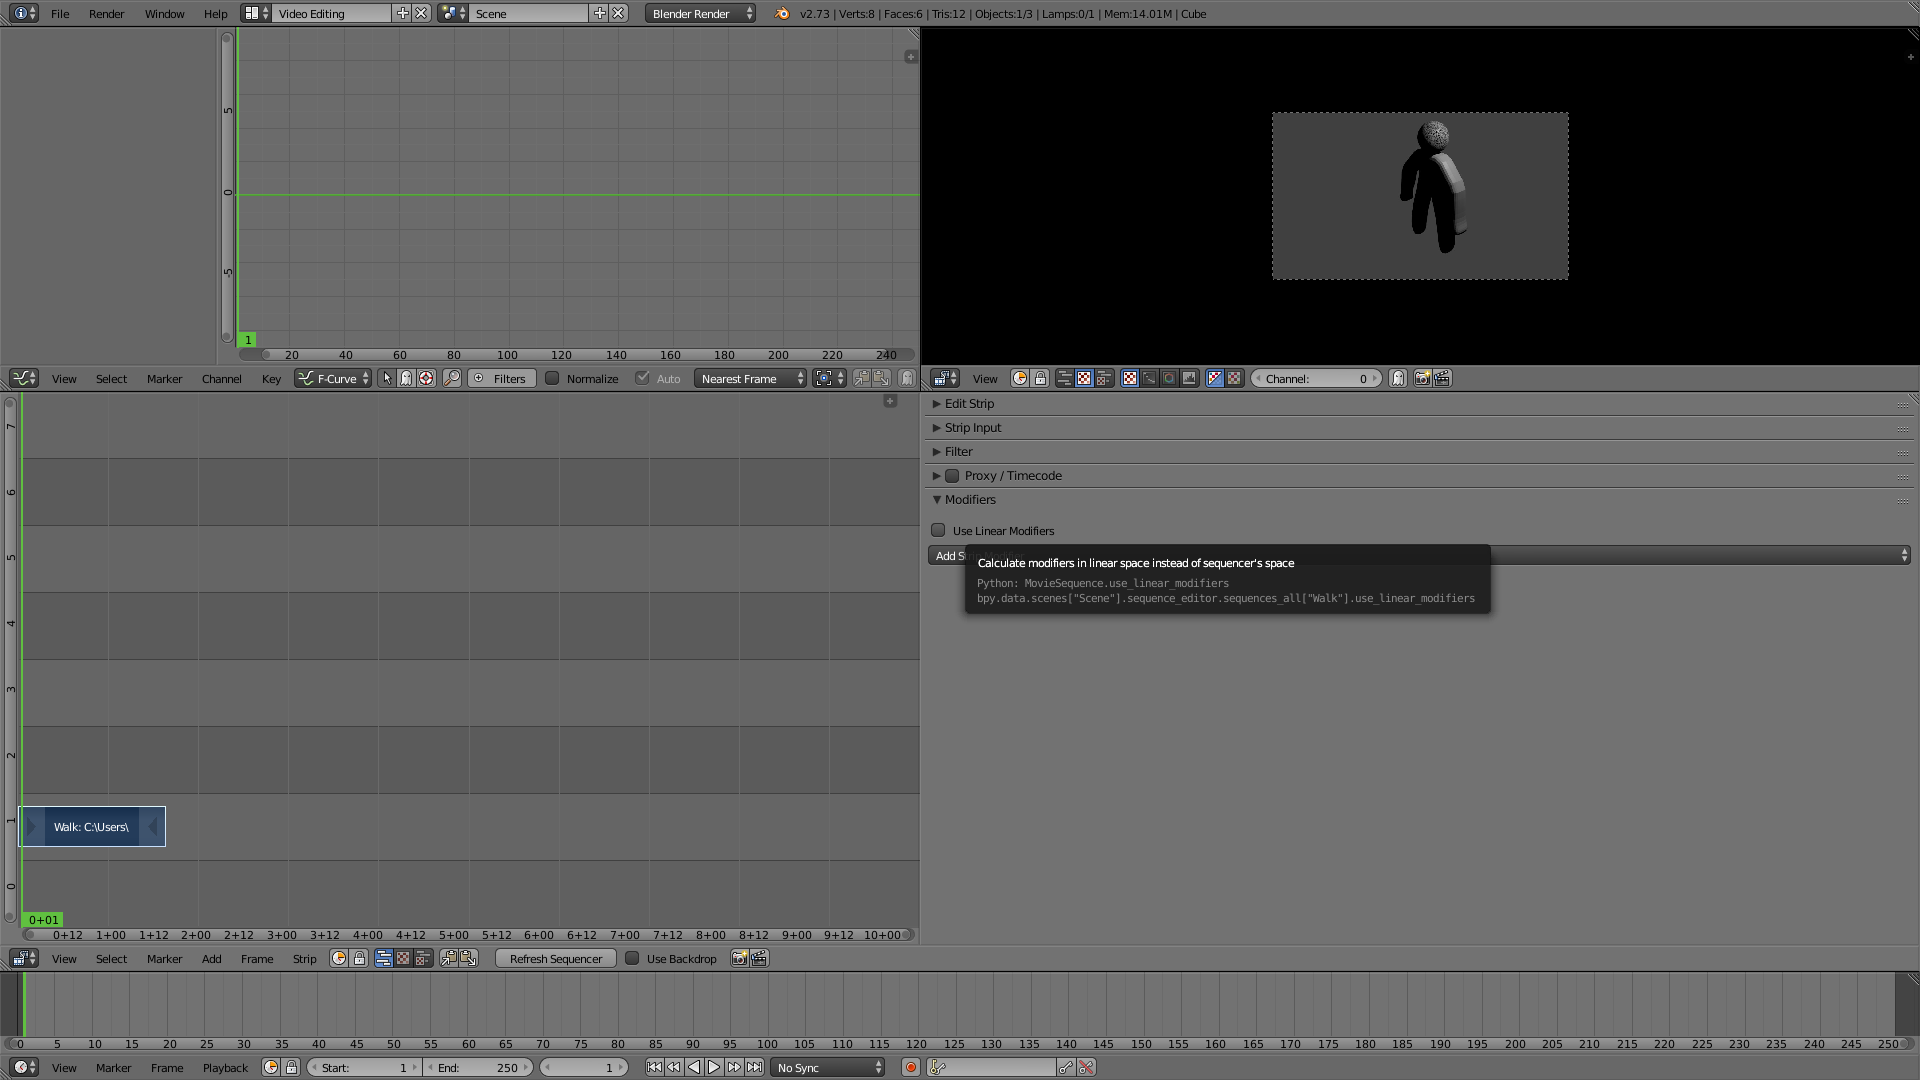 File Render Window Help Video Editing Scene Blender Render v2.73 | Verts:8 | Faces:6 | Tris:12 | Objects:1/3 | Lamps:0/1 | Mem:14.01M | Cube
5
0
-5
1
20 40 60 80 100 120 140 160 180 200 220 240
View Select Marker Channel Key F-Curve Filters Normalize Auto Nearest Frame
View Channel: 0
7
6
5
4
3
2
1
0
Walk: C:\Users\
0+01
0+12 1+00 1+12 2+00 2+12 3+00 3+12 4+00 4+12 5+00 5+12 6+00 6+12 7+00 7+12 8+00 8+12 9+00 9+12 10+00
View Select Marker Add Frame Strip Refresh Sequencer Use Backdrop
Edit Strip
Strip Input
Filter
Proxy / Timecode
Modifiers
Use Linear Modifiers
Add Strip Modifier
Calculate modifiers in linear space instead of sequencer's space
Python: MovieSequence.use_linear_modifiers
bpy.data.scenes["Scene"].sequence_editor.sequences_all["Walk"].use_linear_modifiers
0 5 10 15 20 25 30 35 40 45 50 55 60 65 70 75 80 85 90 95 100 105 110 115 120 125 130 135 140 145 150 155 160 165 170 175 180 185 190 195 200 205 210 215 220 225 230 235 240 245 250
View Marker Frame Playback Start: 1 End: 250 1 No Sync